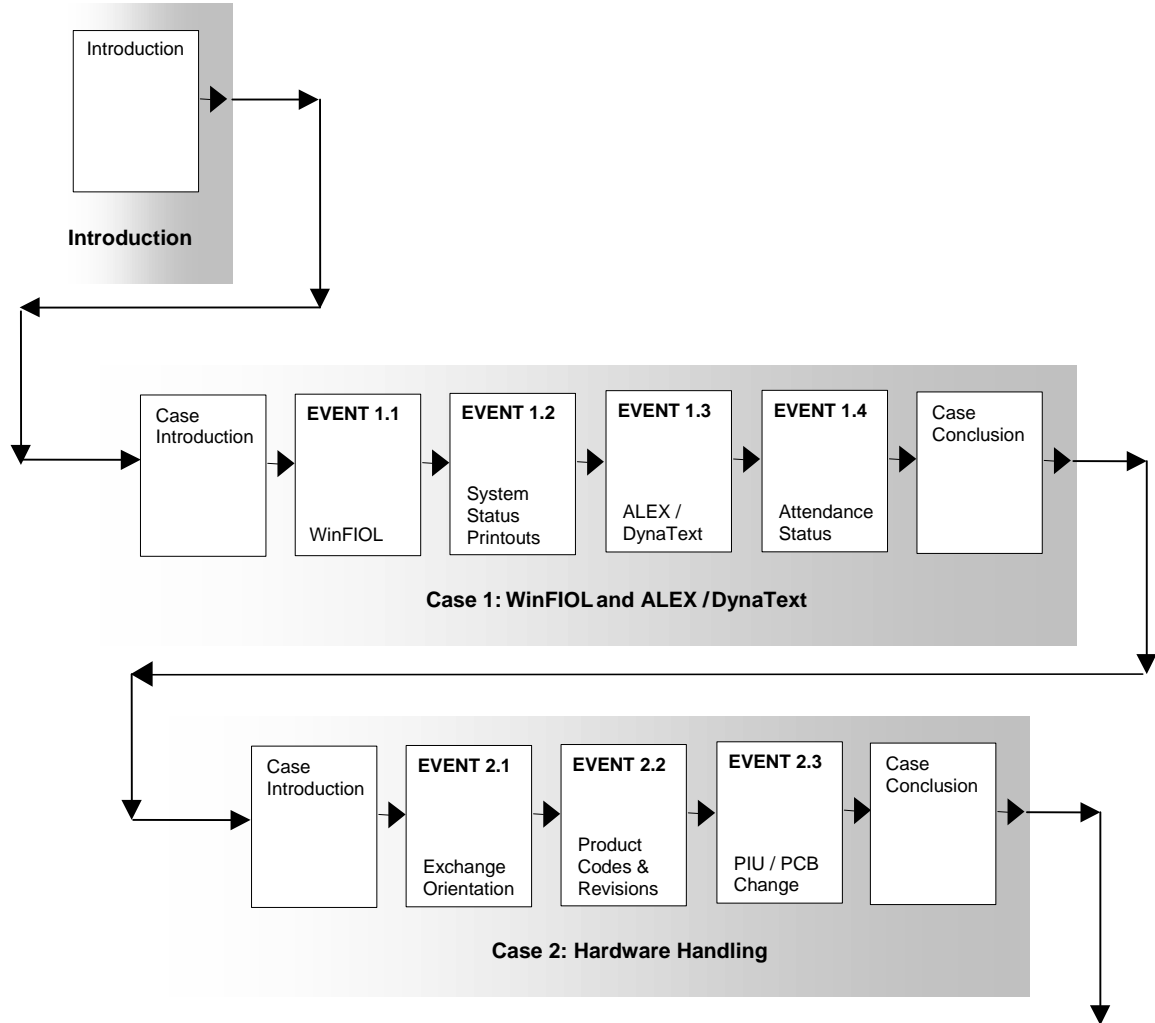 Introduction
Introduction
Case
Introduction
EVENT 1.1
WinFIOL
EVENT 1.2
System
Status
Printouts
EVENT 1.3
ALEX /
DynaText
EVENT 1.4
Attendance
Status
Case
Conclusion
Case 1: WinFIOL and ALEX / DynaText
Case
Introduction
EVENT 2.1
Exchange
Orientation
EVENT 2.2
Product
Codes &
Revisions
EVENT 2.3
PIU / PCB
Change
Case
Conclusion
Case 2: Hardware Handling